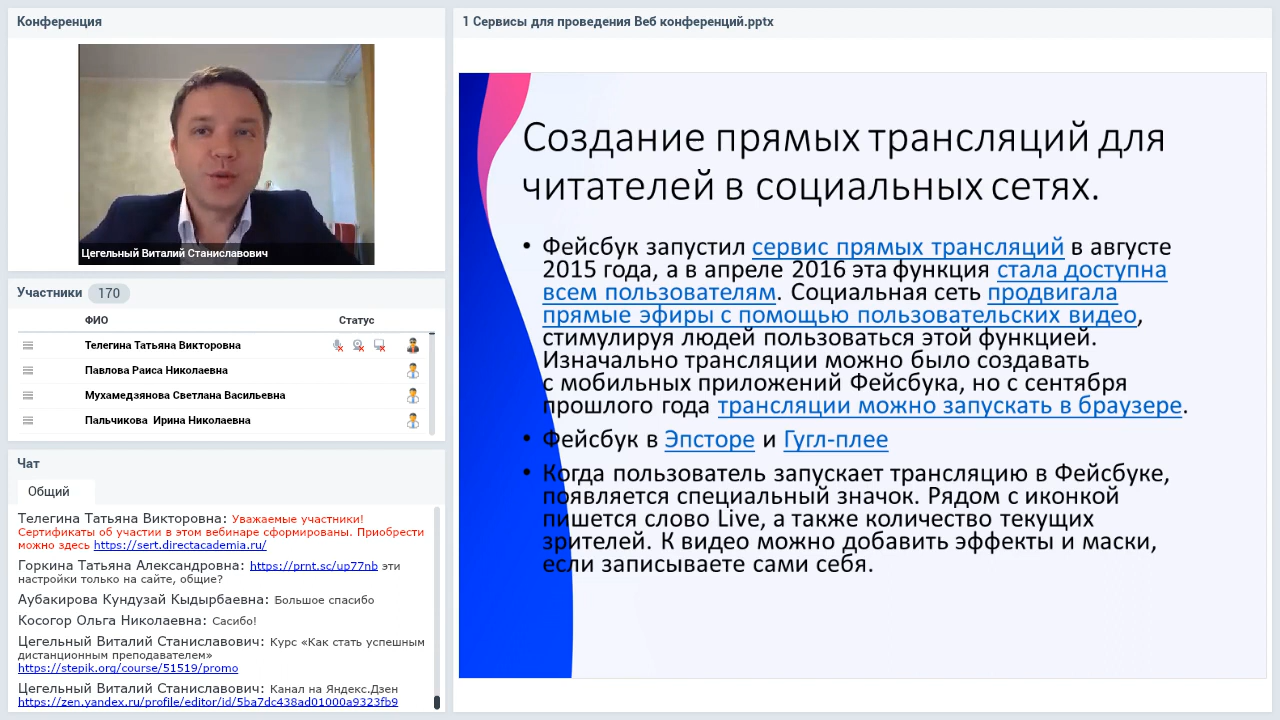 Конференция
Цегельный Виталий Станиславович
Участники 170
ФИО Статус
Телегина Татьяна Викторовна
Павлова Раиса Николаевна
Мухамедзянова Светлана Васильевна
Пальчикова  Ирина Николаевна
Чат
Общий
Телегина Татьяна Викторовна: Уважаемые участники!
Сертификаты об участии в этом вебинаре сформированы. Приобрести
можно здесь https://sert.directacademia.ru/
Горкина Татьяна Александровна: https://prnt.sc/up77nb эти
настройки только на сайте, общие?
Аубакирова Кундузай Кыдырбаевна: Большое спасибо
Косогор Ольга Николаевна: Сасибо!
Цегельный Виталий Станиславович: Курс «Как стать успешным
дистанционным преподавателем»
https://stepik.org/course/51519/promo
Цегельный Виталий Станиславович: Канал на Яндекс.Дзен
https://zen.yandex.ru/profile/editor/id/5ba7dc438ad01000a9323fb9
1 Сервисы для проведения Веб конференций.pptx
Создание прямых трансляций для
читателей в социальных сетях.
• Фейсбук запустил сервис прямых трансляций в августе
2015 года, а в апреле 2016 эта функция стала доступна
всем пользователям. Социальная сеть продвигала
прямые эфиры с помощью пользовательских видео,
стимулируя людей пользоваться этой функцией.
Изначально трансляции можно было создавать
с мобильных приложений Фейсбука, но с сентября
прошлого года трансляции можно запускать в браузере.
• Фейсбук в Эпсторе и Гугл-плее
• Когда пользователь запускает трансляцию в Фейсбуке,
появляется специальный значок. Рядом с иконкой
пишется слово Live, а также количество текущих
зрителей. К видео можно добавить эффекты и маски,
если записываете сами себя.